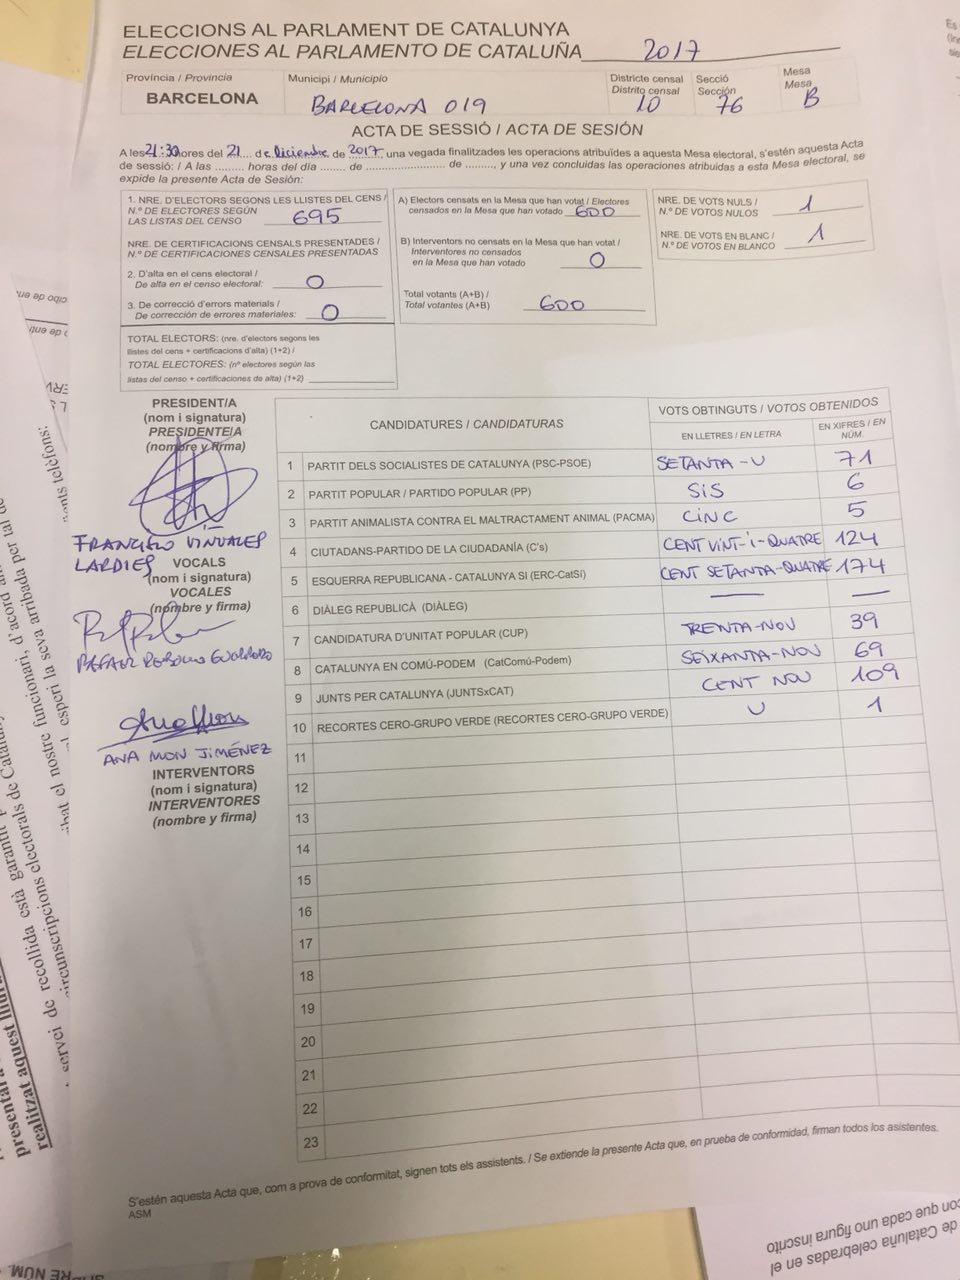 ELECCIONS AL PARLAMENT DE CATALUNYA
ELECCIONES AL PARLAMENTO DE CATALUÑA 2017
Província / Provincia
BARCELONA
Municipi / Municipio
BARCELONA 019
Districte censal
Distrito censal
10
Secció
Sección
76
Mesa
Mesa
B
ACTA DE SESSIÓ / ACTA DE SESIÓN
A les 21:30 hores del 21 de Diciembre de 2017, una vegada finalitzades les operacions atribuïdes a aquesta Mesa electoral, s'estén aquesta Acta
de sessió: / A las ......... horas del día ........ de ........................ de ........., y una vez concluidas las operaciones atribuidas a esta Mesa electoral, se
expide la presente Acta de Sesión:
1. NRE. D'ELECTORS SEGONS LES LLISTES DEL CENS /
N.º DE ELECTORES SEGÚN
LAS LISTAS DEL CENSO 695
NRE. DE CERTIFICACIONS CENSALS PRESENTADES /
N.º DE CERTIFICACIONES CENSALES PRESENTADAS
2. D'alta en el cens electoral /
De alta en el censo electoral: 0
3. De correcció d'errors materials /
De corrección de errores materiales: 0
TOTAL ELECTORS: (nre. d'electors segons les
llistes del cens + certificacions d'alta) (1+2) /
TOTAL ELECTORES: (nº electores según las
listas del censo + certificaciones de alta) (1+2)
A) Electors censats en la Mesa que han votat / Electores
censados en la Mesa que han votado 600
B) Interventors no censats en la Mesa que han votat /
Interventores no censados
en la Mesa que han votado 0
Total votants (A+B) /
Total votantes (A+B) 600
NRE. DE VOTS NULS /
N.º DE VOTOS NULOS 1
NRE. DE VOTS EN BLANC /
N.º DE VOTOS EN BLANCO 1
PRESIDENT/A
(nom i signatura)
PRESIDENTE/A
(nombre y firma)
FRANCISCO VINUALES
LARDIES
VOCALS
(nom i signatura)
VOCALES
(nombre y firma)
RAFAEL
ANA MON JIMÉNEZ
INTERVENTORS
(nom i signatura)
INTERVENTORES
(nombre y firma)
CANDIDATURES / CANDIDATURAS
VOTS OBTINGUTS / VOTOS OBTENIDOS
EN LLETRES / EN LETRA
EN XIFRES / EN
NÚM.
1 PARTIT DELS SOCIALISTES DE CATALUNYA (PSC-PSOE) SETANTA-U 71
2 PARTIT POPULAR / PARTIDO POPULAR (PP) SIS 6
3 PARTIT ANIMALISTA CONTRA EL MALTRACTAMENT ANIMAL (PACMA) CINC 5
4 CIUTADANS-PARTIDO DE LA CIUDADANÍA (C's) CENT VINT-I-QUATRE 124
5 ESQUERRA REPUBLICANA - CATALUNYA SI (ERC-CatSí) CENT SETANTA-QUATRE 174
6 DIÀLEG REPUBLICÀ (DIÀLEG) — —
7 CANDIDATURA D'UNITAT POPULAR (CUP) TRENTA-NOU 39
8 CATALUNYA EN COMÚ-PODEM (CatComú-Podem) SEIXANTA-NOU 69
9 JUNTS PER CATALUNYA (JUNTSxCAT) CENT NOU 109
10 RECORTES CERO-GRUPO VERDE (RECORTES CERO-GRUPO VERDE) U 1
11
12
13
14
15
16
17
18
19
20
21
22
23
S'estén aquesta Acta que, com a prova de conformitat, signen tots els assistents. / Se extiende la presente Acta que, en prueba de conformidad, firman todos los asistentes.
ASM